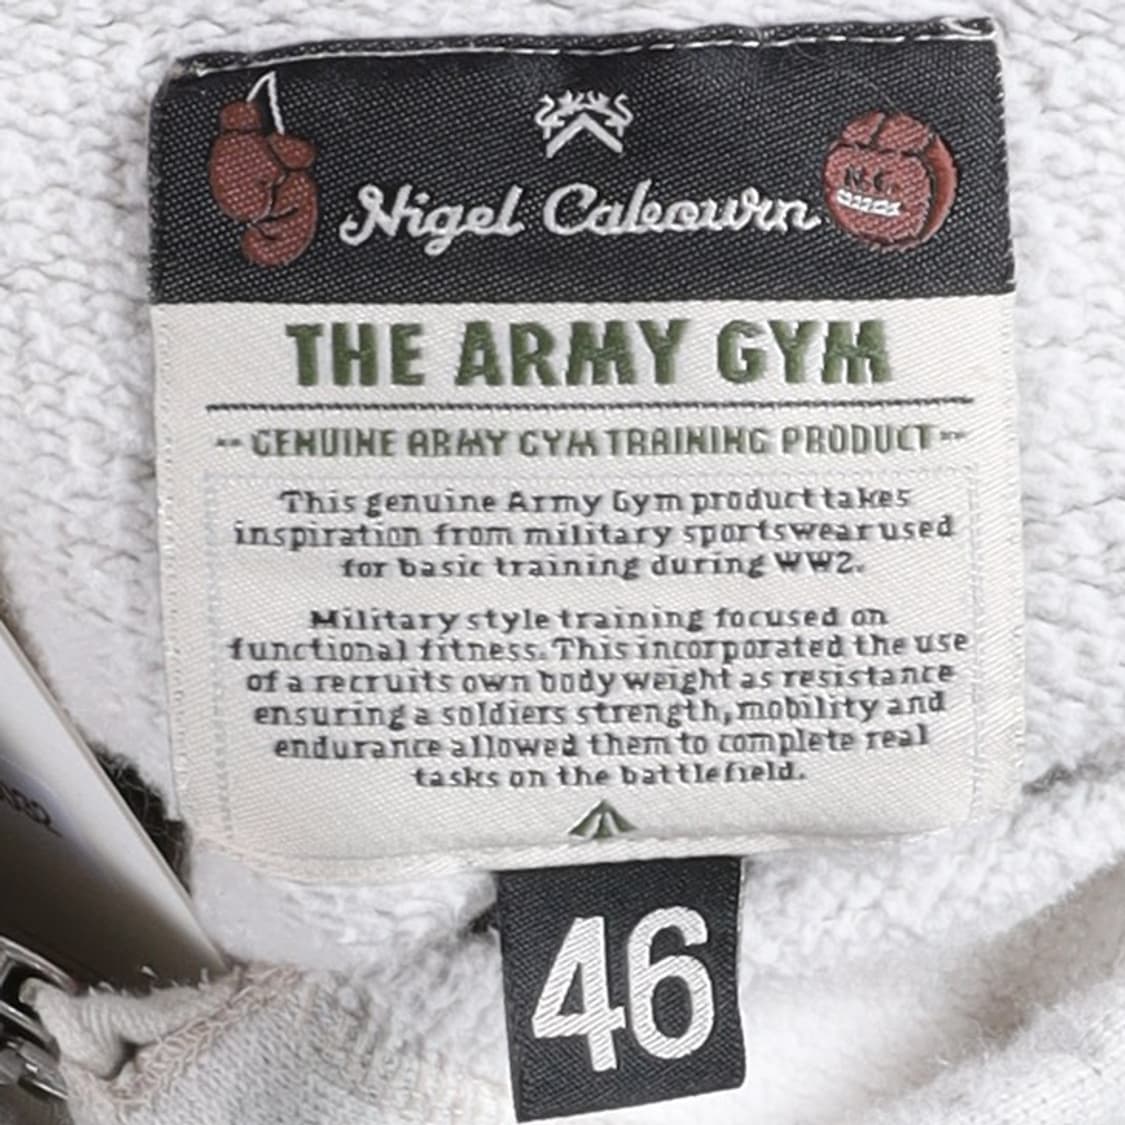 Nigel Cabourn
N.C.
THE ARMY GYM
-- GENUINE ARMY GYM TRAINING PRODUCT --
This genuine Army Gym product takes
inspiration from military sportswear used
for basic training during WW2.
Military style training focused on
functional fitness. This incorporated the use
of a recruits own body weight as resistance
ensuring a soldiers strength, mobility and
endurance allowed them to complete real
tasks on the battlefield.
46